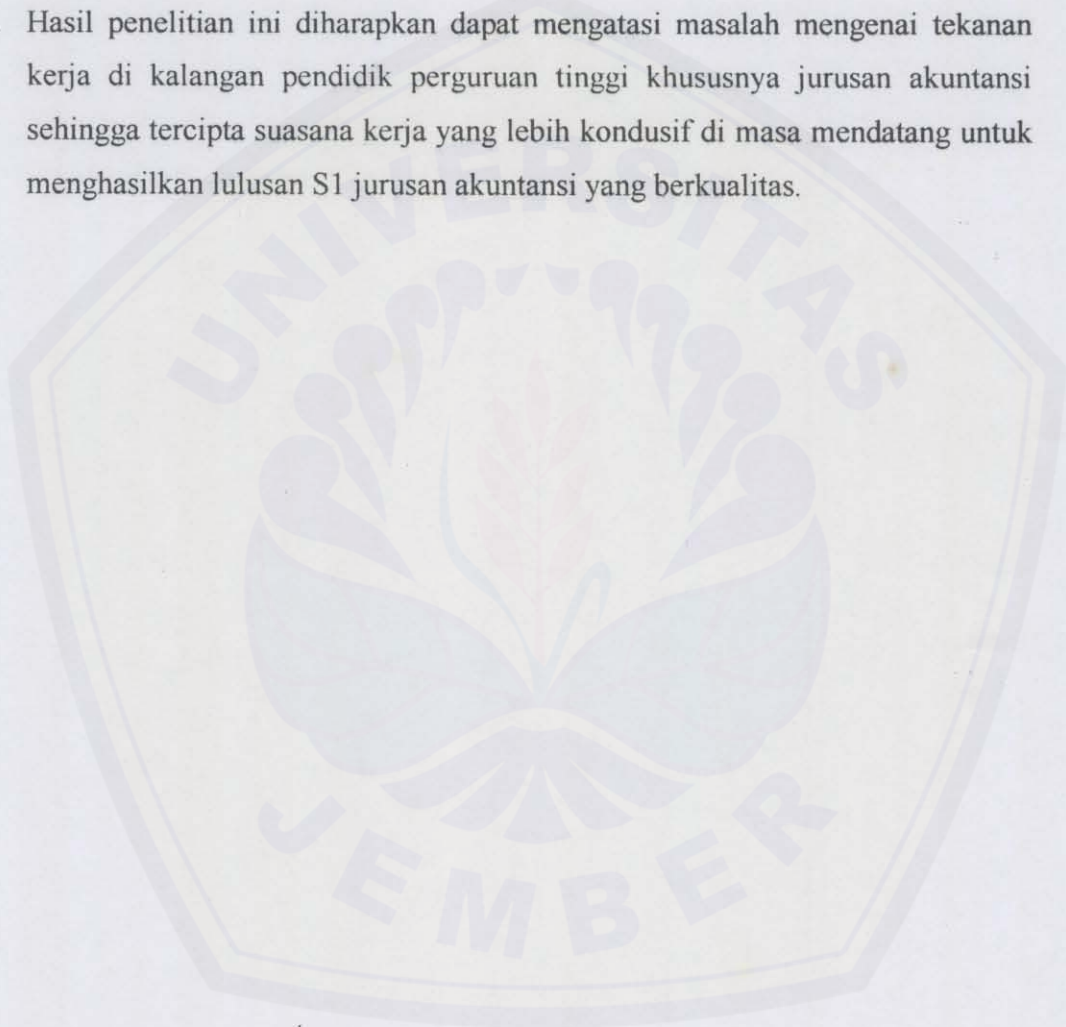 Hasil penelitian ini diharapkan dapat mengatasi masalah mengenai tekanan
kerja di kalangan pendidik perguruan tinggi khususnya jurusan akuntansi
sehingga tercipta suasana kerja yang lebih kondusif di masa mendatang untuk
menghasilkan lulusan S1 jurusan akuntansi yang berkualitas.
UNIVERSITAS
JEMBER